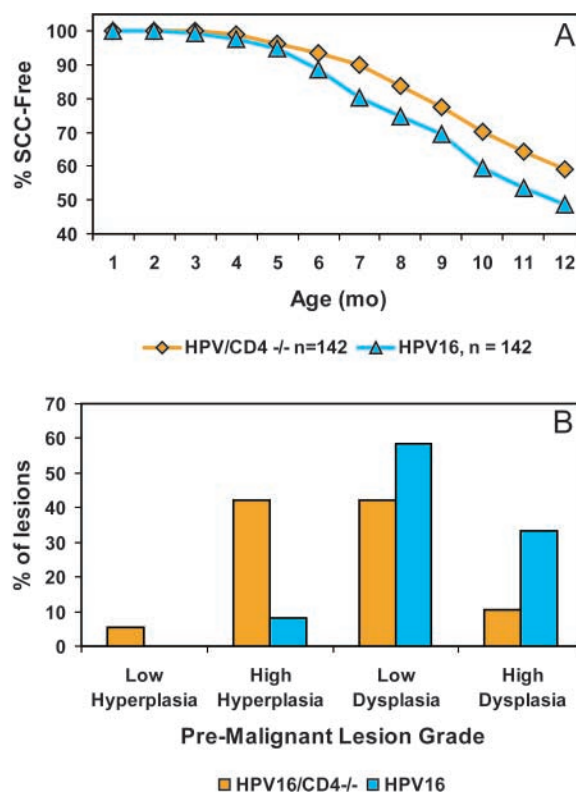 A
% SCC-Free
100
90
80
70
60
50
40
1 2 3 4 5 6 7 8 9 10 11 12
Age (mo)
HPV/CD4 -/- n=142 HPV16, n = 142
B
% of lesions
70
60
50
40
30
20
10
0
Low Hyperplasia
High Hyperplasia
Low Dysplasia
High Dysplasia
Pre-Malignant Lesion Grade
HPV16/CD4-/- HPV16